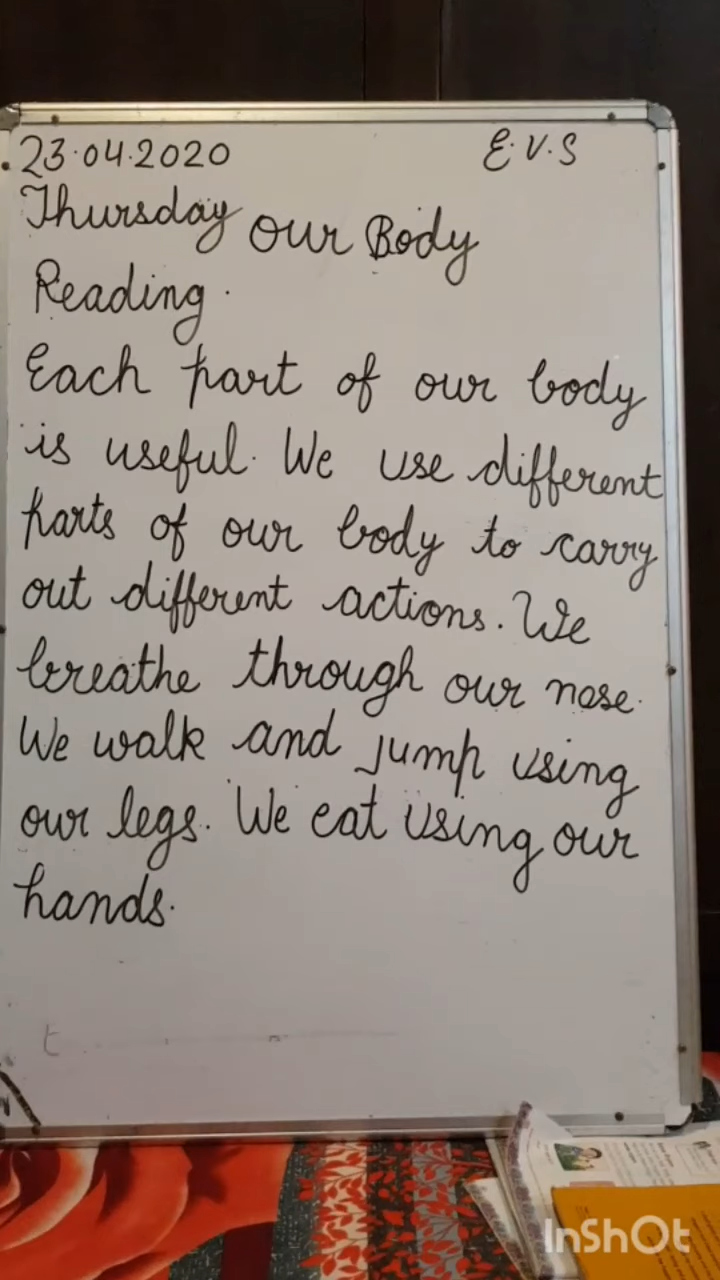 23.04.2020 E.V.S
Thursday Our Body
Reading.
Each part of our body
is useful. We use different
parts of our body to carry
out different actions. We
breathe through our nose.
We walk and jump using
our legs. We eat using our
hands.
InShOt